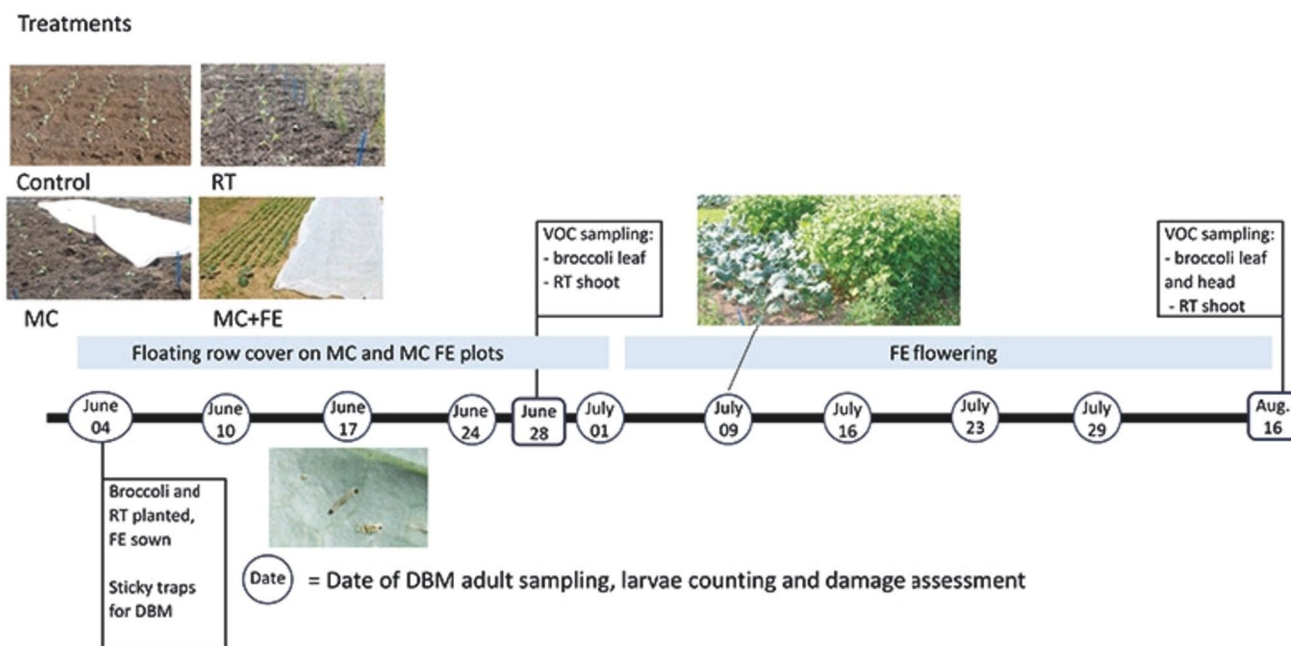 Treatments
Control
RT
MC
MC+FE
VOC sampling:
- broccoli leaf
- RT shoot
VOC sampling:
- broccoli leaf
and head
- RT shoot
Floating row cover on MC and MC FE plots
FE flowering
June
04
June
10
June
17
June
24
June
28
July
01
July
09
July
16
July
23
July
29
Aug.
16
Broccoli and
RT planted,
FE sown
Sticky traps
for DBM
Date = Date of DBM adult sampling, larvae counting and damage assessment